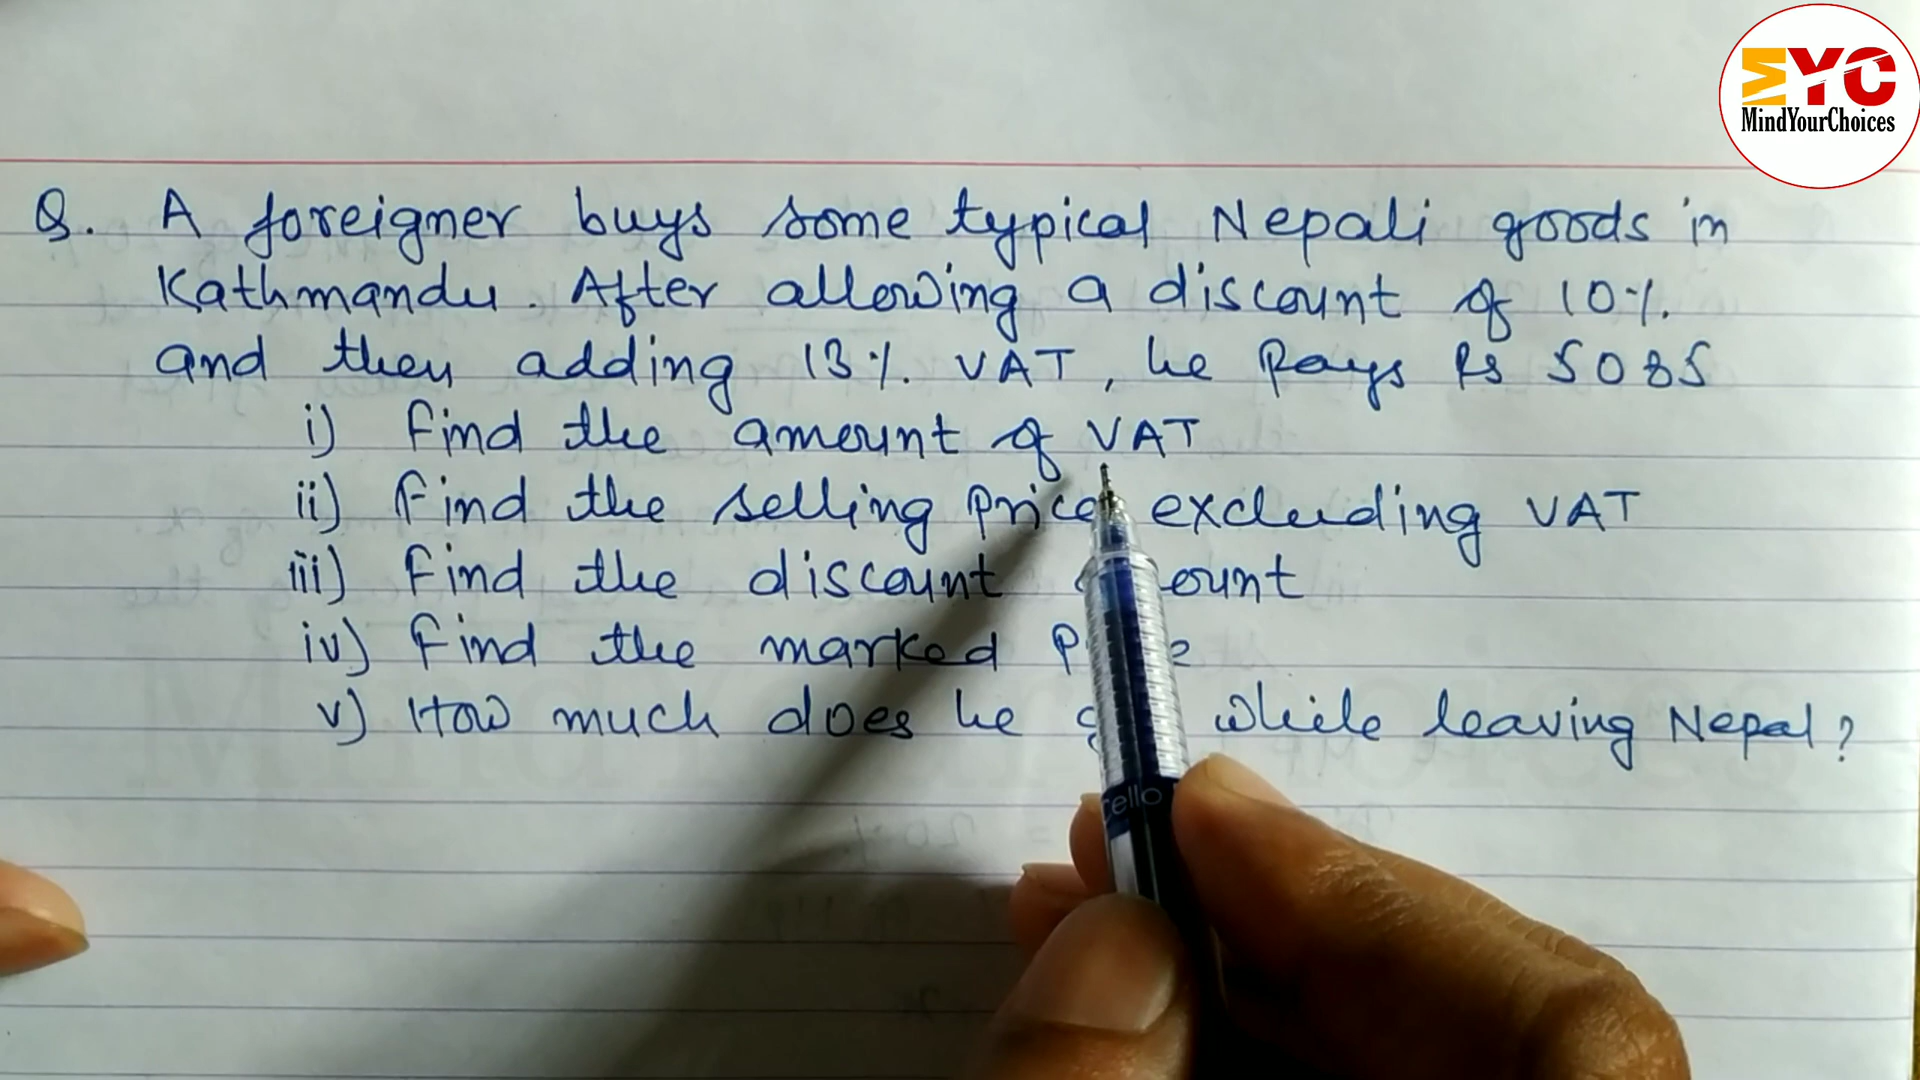 MYC
MindYourChoices
Q. A foreigner buys some typical Nepali goods in
Kathmandu. After allowing a discount of 10%.
and then adding 13%. VAT, he pays Rs 5085
i) Find the amount of VAT
ii) Find the selling price excluding VAT
iii) Find the discount
iv) Find the marked
v) How much does he while leaving Nepal?
cello